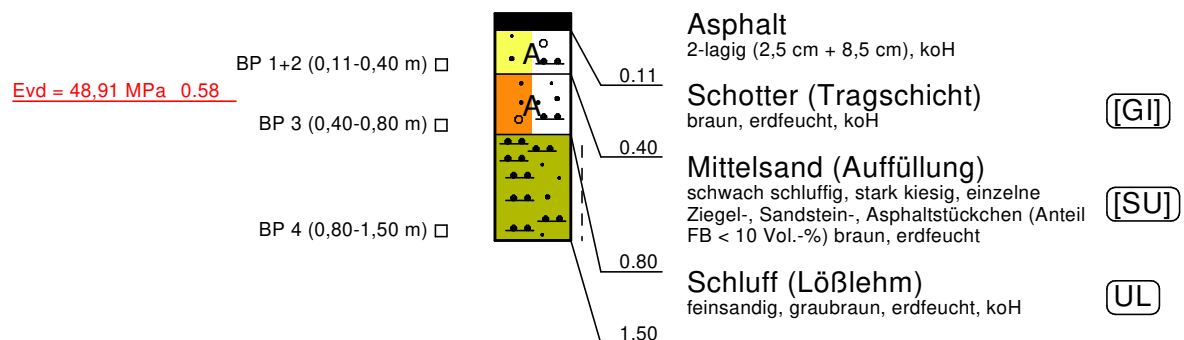 BP 1+2 (0,11-0,40 m)
Evd = 48,91 MPa 0.58
BP 3 (0,40-0,80 m)
BP 4 (0,80-1,50 m)
A
A
0.11
0.40
0.80
1.50
Asphalt
2-lagig (2,5 cm + 8,5 cm), koH
Schotter (Tragschicht)
braun, erdfeucht, koH
[GI]
Mittelsand (Auffüllung)
schwach schluffig, stark kiesig, einzelne
Ziegel-, Sandstein-, Asphaltstückchen (Anteil
FB < 10 Vol.-%) braun, erdfeucht
[SU]
Schluff (Lößlehm)
feinsandig, graubraun, erdfeucht, koH
UL